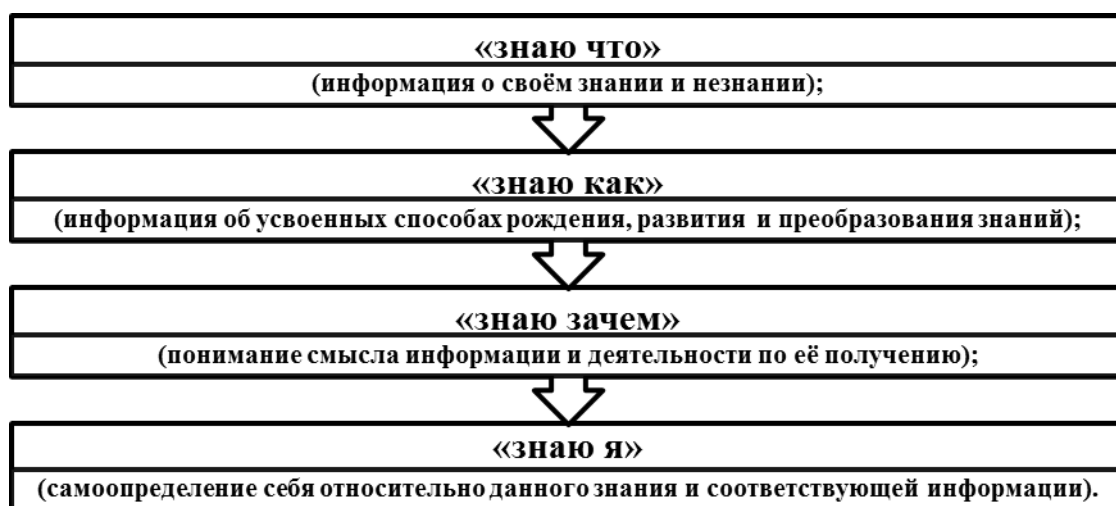 «знаю что»
(информация о своём знании и незнании);
«знаю как»
(информация об усвоенных способах рождения, развития и преобразования знаний);
«знаю зачем»
(понимание смысла информации и деятельности по её получению);
«знаю я»
(самоопределение себя относительно данного знания и соответствующей информации).